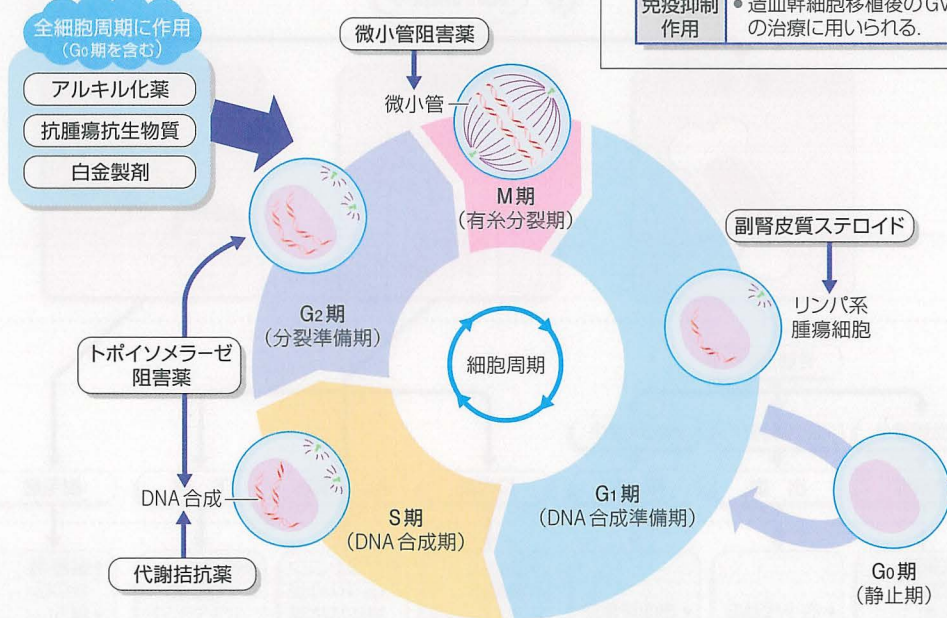 全細胞周期に作用
(G0期を含む)
アルキル化薬
抗腫瘍抗生物質
白金製剤
微小管阻害薬
微小管
免疫抑制
作用
• 造血幹細胞移植後のGV
の治療に用いられる.
M期
(有糸分裂期)
副腎皮質ステロイド
リンパ系
腫瘍細胞
G2期
(分裂準備期)
細胞周期
トポイソメラーゼ
阻害薬
DNA合成
S期
(DNA合成期)
G1期
(DNA合成準備期)
代謝拮抗薬
G0期
(静止期)